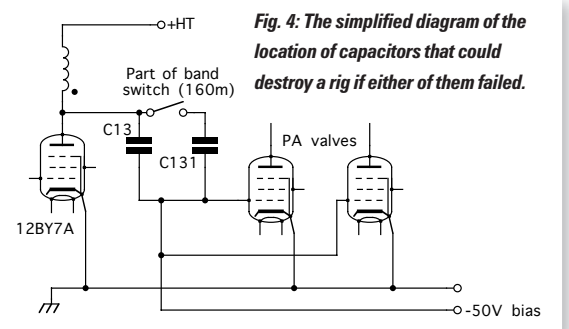 Fig. 4: The simplified diagram of the
location of capacitors that could
destroy a rig if either of them failed.
+HT
Part of band
switch (160m)
C13
C131
PA valves
12BY7A
-50V bias